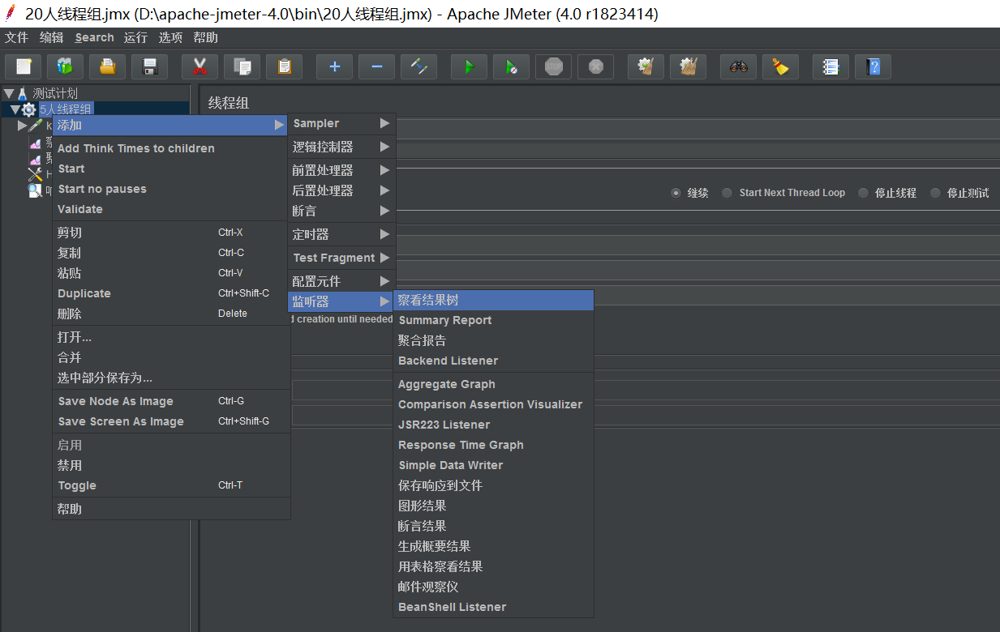 20人线程组.jmx (D:\apache-jmeter-4.0\bin\20人线程组.jmx) - Apache JMeter (4.0 r1823414)
文件 编辑 Search 运行 选项 帮助
STOP
测试计划
5人线程组
线程组
添加
Add Think Times to children
Start
Start no pauses
Validate
剪切 Ctrl-X
复制 Ctrl-C
粘贴 Ctrl-V
Duplicate Ctrl+Shift-C
删除 Delete
打开...
合并
选中部分保存为...
Save Node As Image Ctrl-G
Save Screen As Image Ctrl+Shift-G
启用
禁用
Toggle Ctrl-T
帮助
Sampler
逻辑控制器
前置处理器
后置处理器
断言
定时器
Test Fragment
配置元件
监听器
继续 Start Next Thread Loop 停止线程 停止测试
creation until needed
察看结果树
Summary Report
聚合报告
Backend Listener
Aggregate Graph
Comparison Assertion Visualizer
JSR223 Listener
Response Time Graph
Simple Data Writer
保存响应到文件
图形结果
断言结果
生成概要结果
用表格察看结果
邮件观察仪
BeanShell Listener